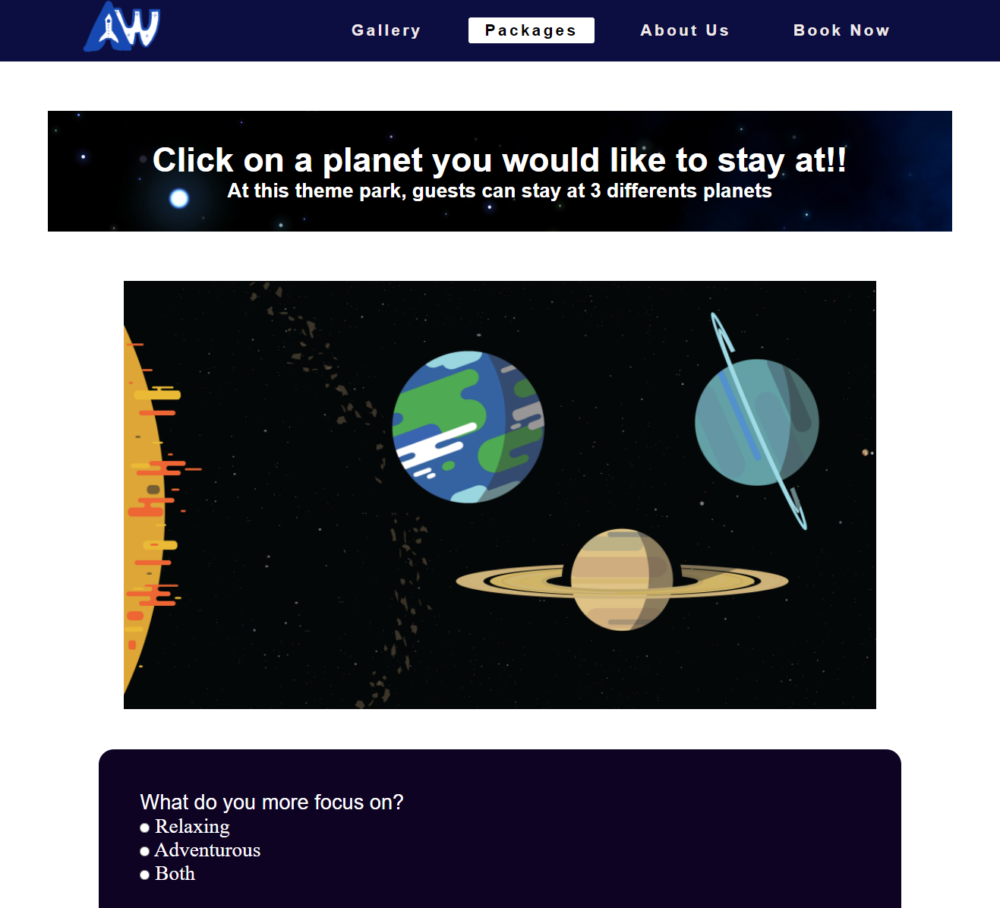 AW
Gallery
Packages
About Us
Book Now
Click on a planet you would like to stay at!!
At this theme park, guests can stay at 3 differents planets
What do you more focus on?
Relaxing
Adventurous
Both